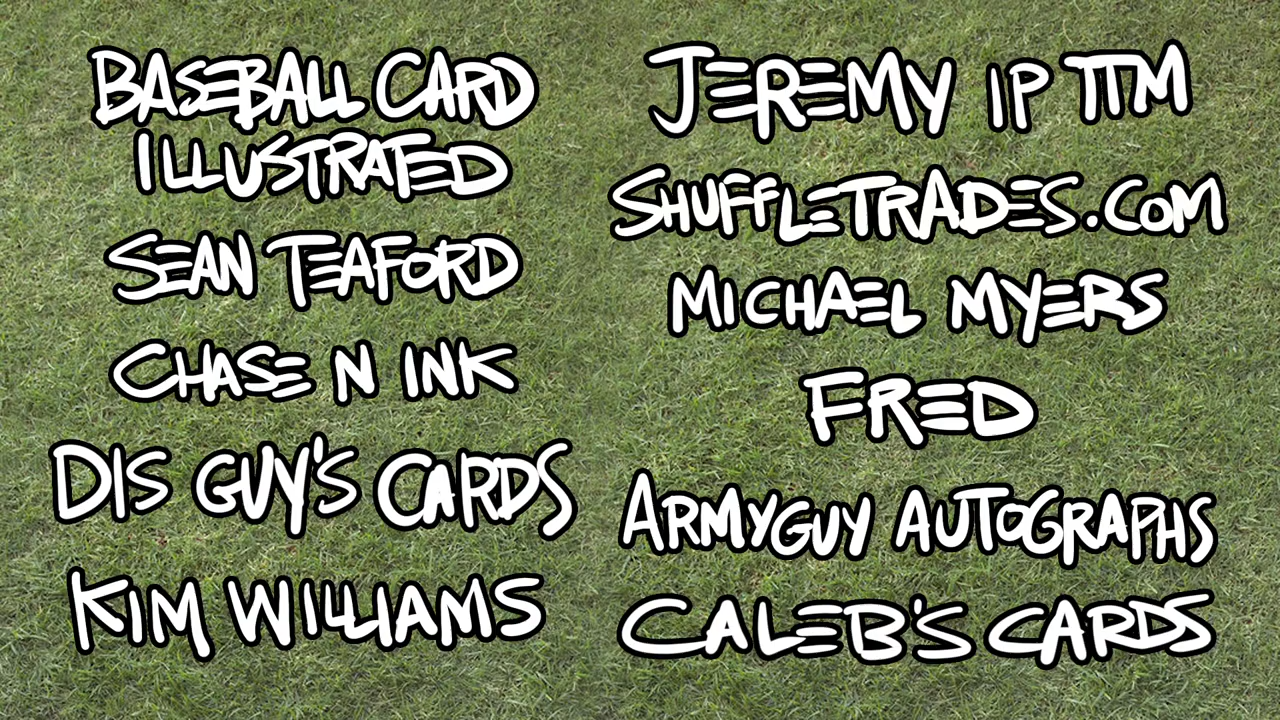 BASEBALL CARD
ILLUSTRATED
SEAN TEAFORD
CHASE N INK
DIS GUY'S CARDS
KIM WILLIAMS
JEREMY IP TTM
SHUFFLETRADES.COM
MICHAEL MYERS
FRED
ARMYGUY AUTOGRAPHS
CALEB'S CARDS